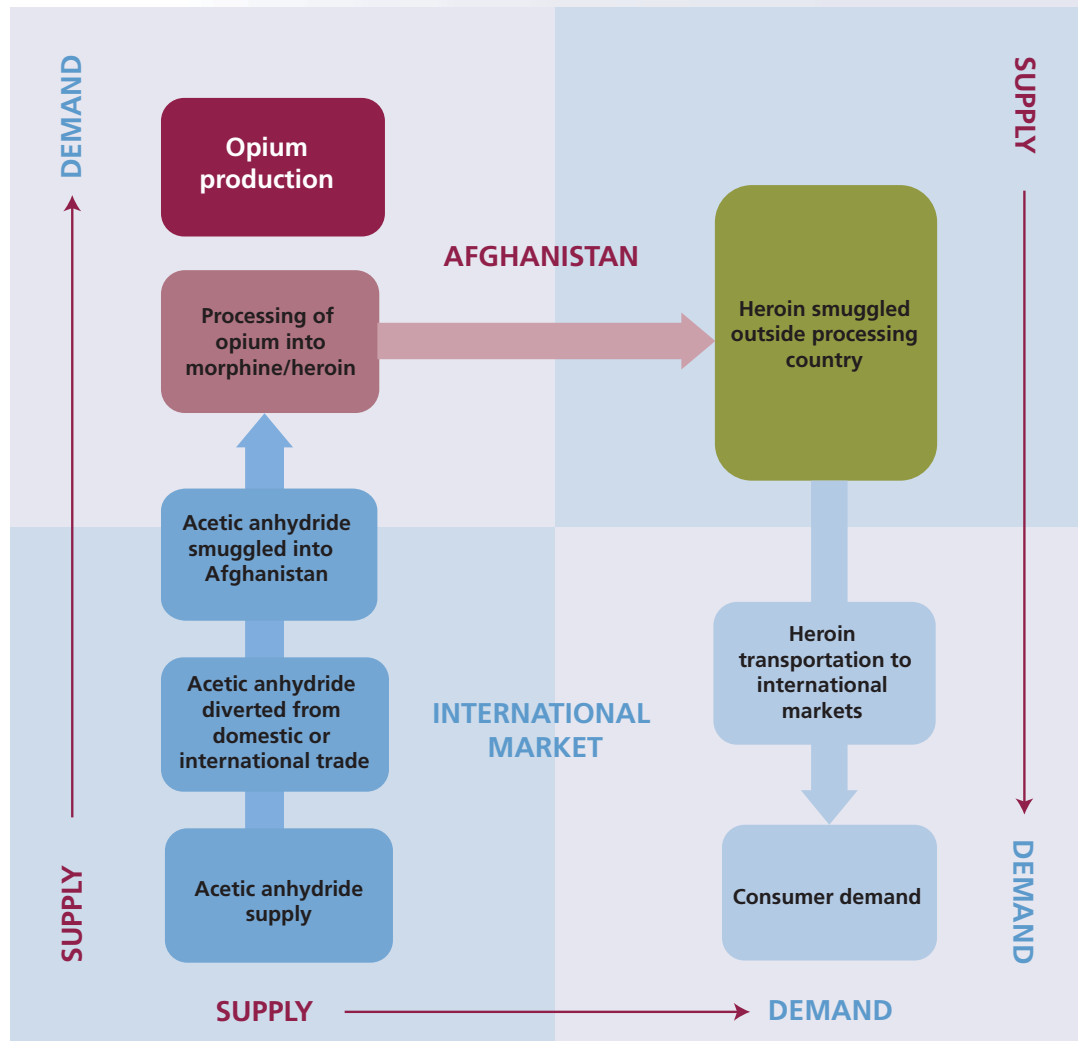 DEMAND
SUPPLY
Opium
production
AFGHANISTAN
Processing of
opium into
morphine/heroin
Heroin smuggled
outside processing
country
Acetic anhydride
smuggled into
Afghanistan
Acetic anhydride
diverted from
domestic or
international trade
INTERNATIONAL
MARKET
Heroin
transportation to
international
markets
Acetic anhydride
supply
Consumer demand
SUPPLY
DEMAND
SUPPLY
DEMAND